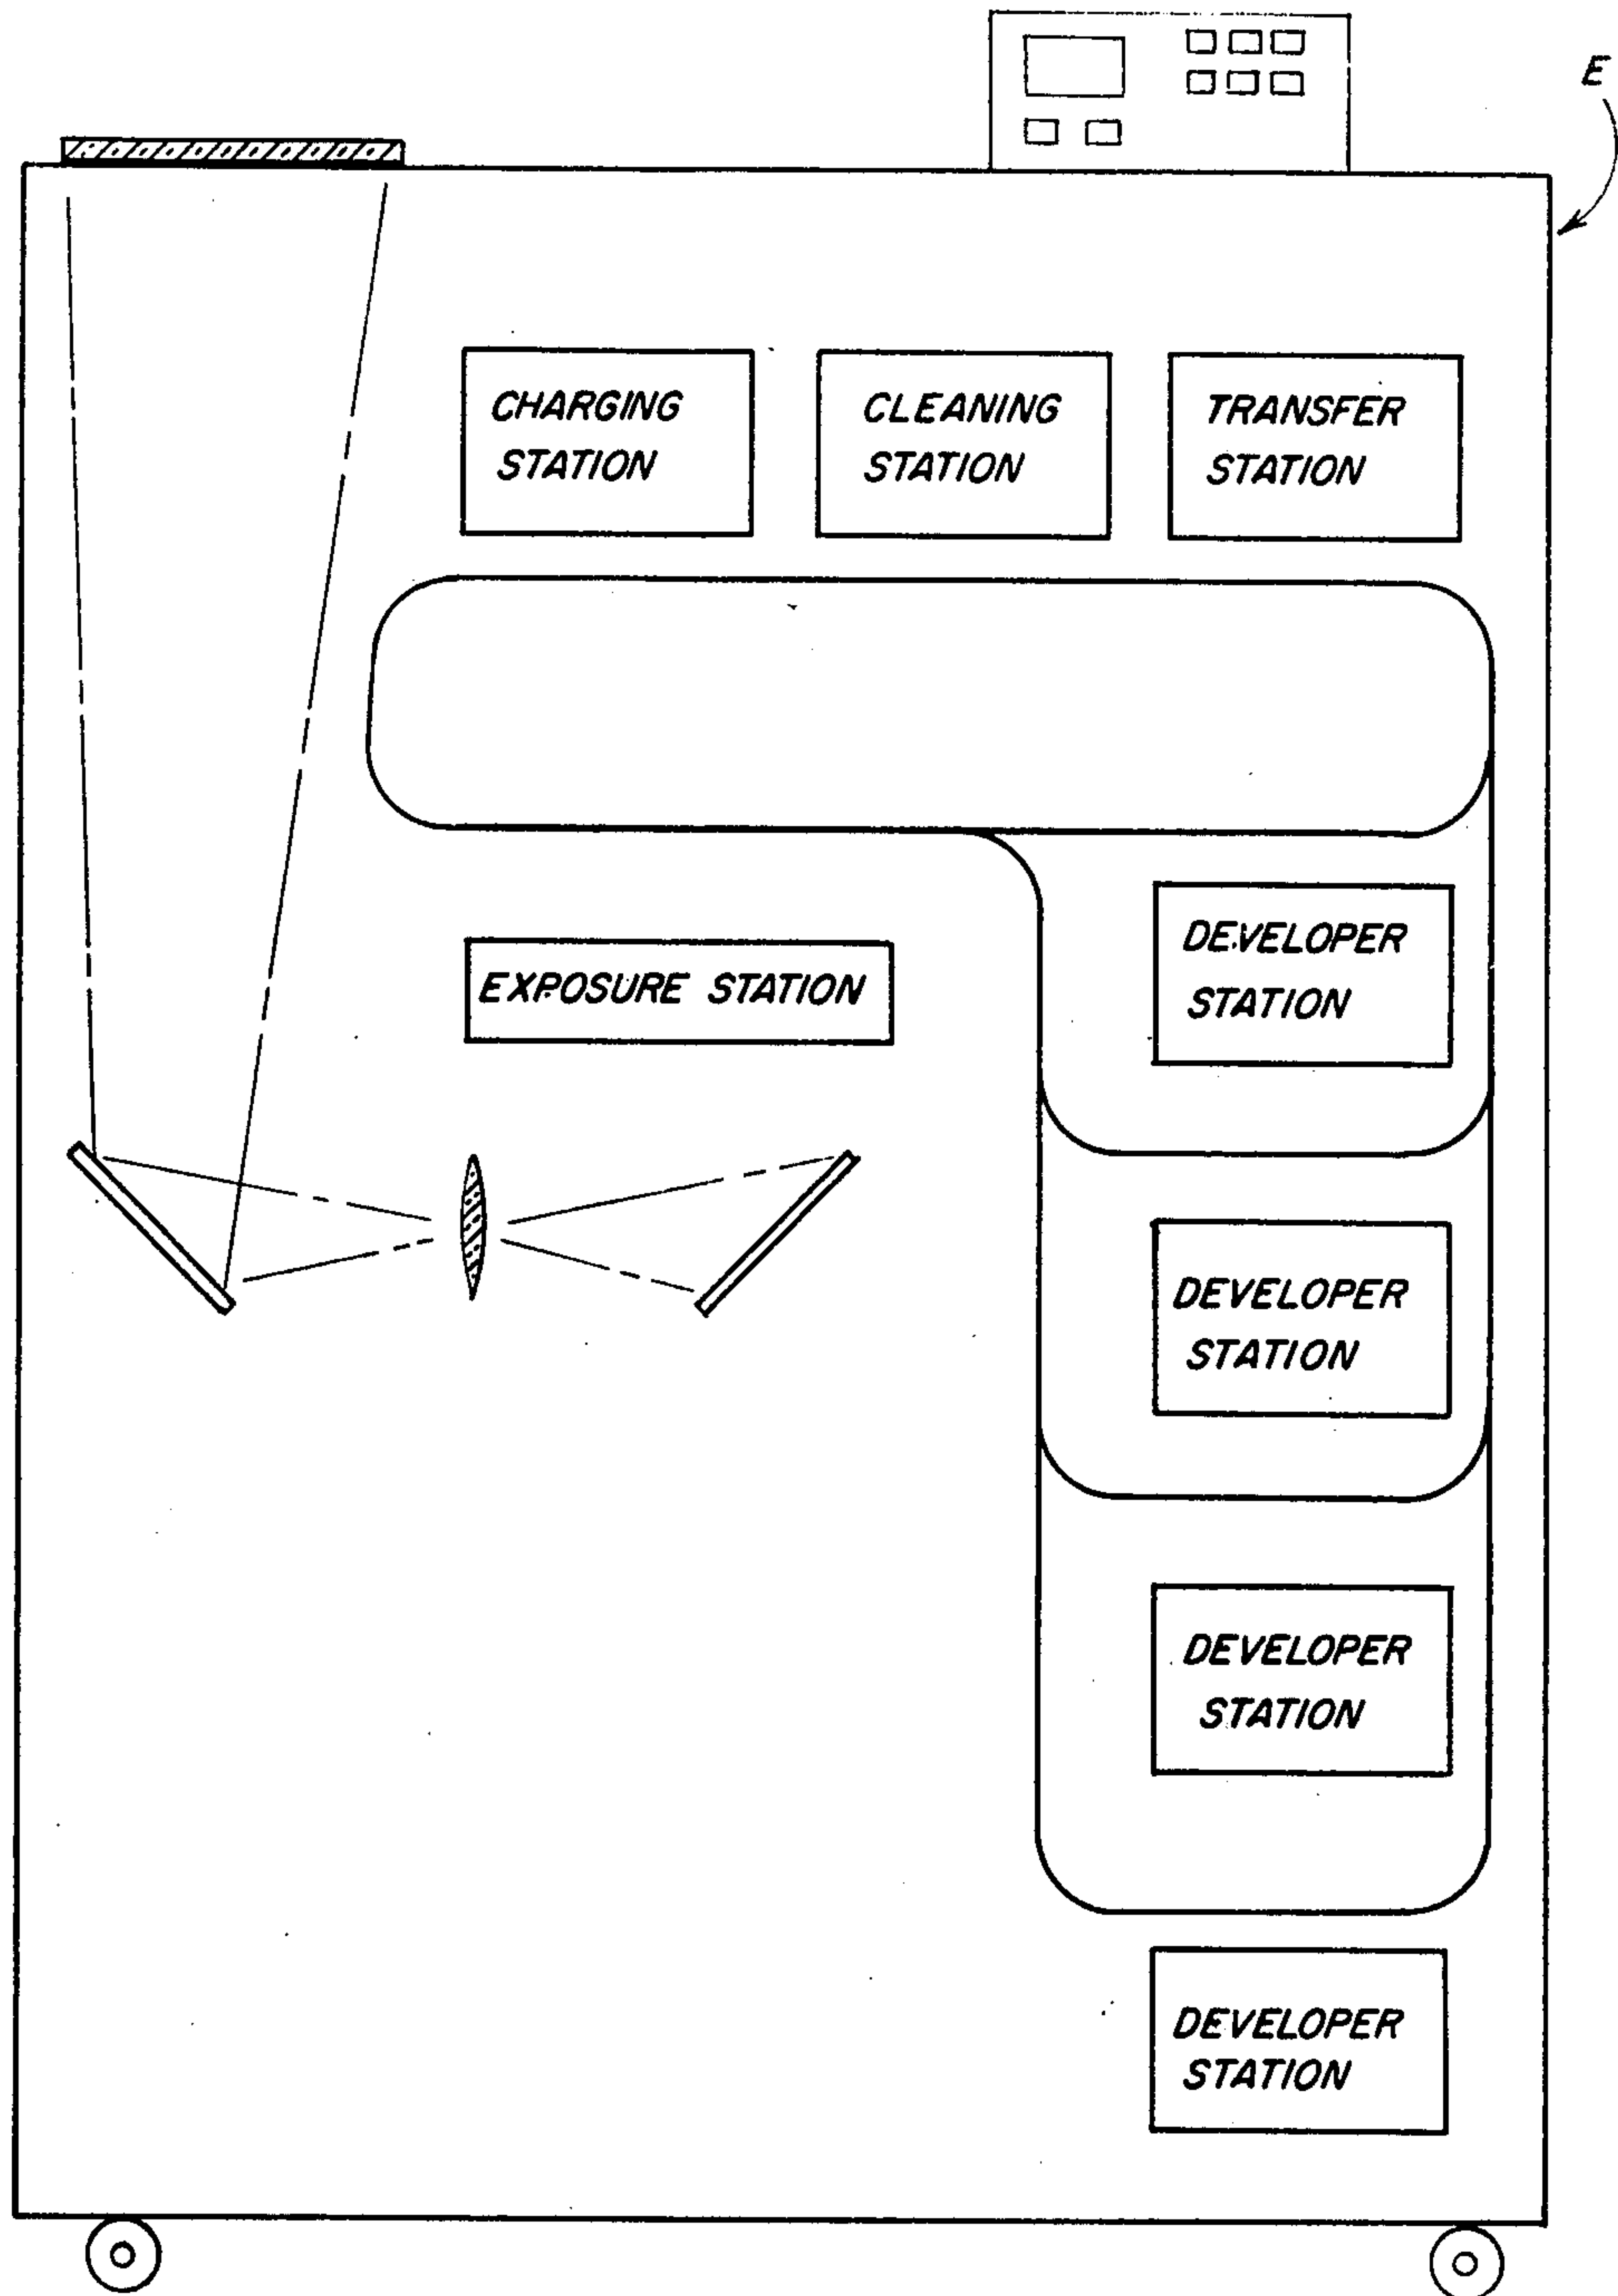 E
CHARGING
STATION
CLEANING
STATION
TRANSFER
STATION
EXPOSURE STATION
DEVELOPER
STATION
DEVELOPER
STATION
DEVELOPER
STATION
DEVELOPER
STATION